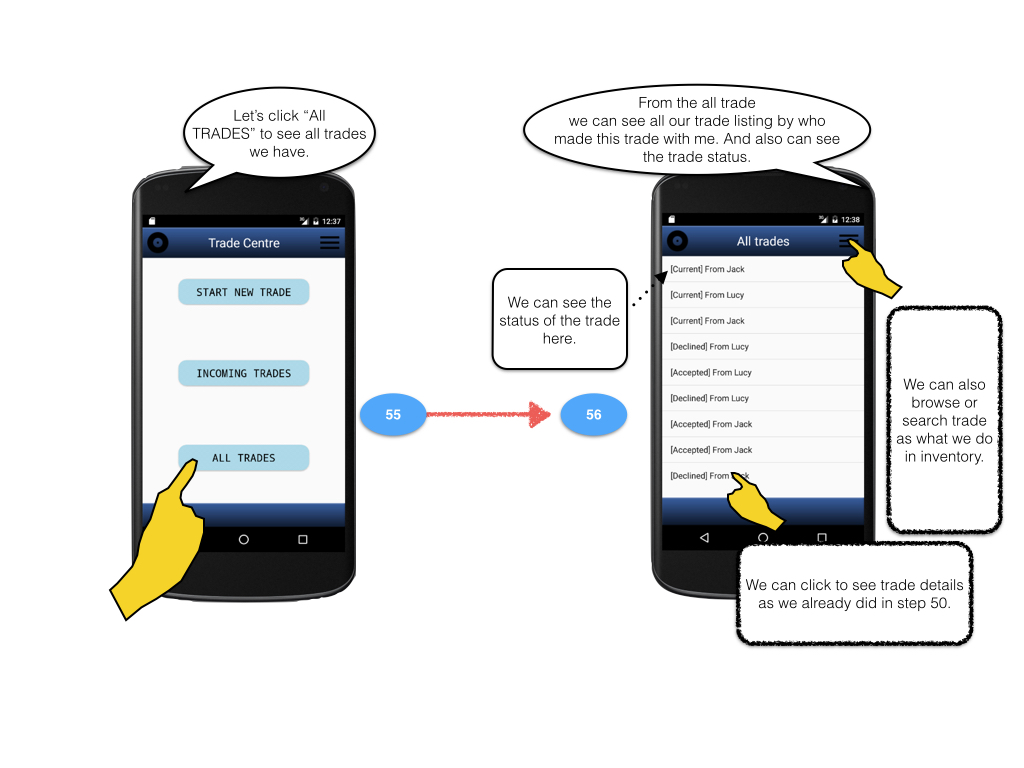 Let's click “All
TRADES” to see all trades
we have.
From the all trade
we can see all our trade listing by who
made this trade with me. And also can see
the trade status.
12:37
Trade Centre
START NEW TRADE
INCOMING TRADES
ALL TRADES
55
56
We can see the
status of the trade
here.
12:38
All trades
[Current] From Jack
[Current] From Lucy
[Current] From Jack
[Declined] From Lucy
[Accepted] From Lucy
[Declined] From Lucy
[Accepted] From Jack
[Accepted] From Jack
[Declined] From
We can also
browse or
search trade
as what we do
in inventory.
We can click to see trade details
as we already did in step 50.